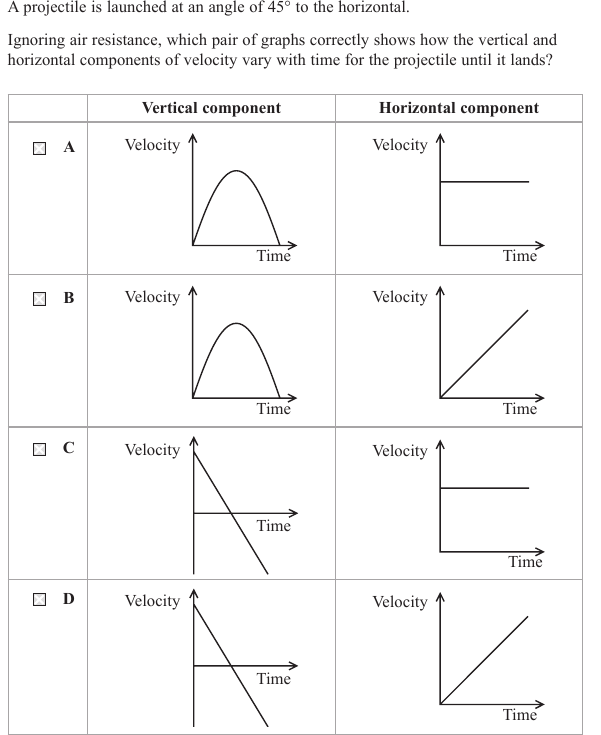 A projectile is launched at an angle of 45° to the horizontal.
Ignoring air resistance, which pair of graphs correctly shows how the vertical and
horizontal components of velocity vary with time for the projectile until it lands?
Vertical component Horizontal component
A Velocity Velocity
Time Time
B Velocity Velocity
Time Time
C Velocity Velocity
Time
Time
D Velocity Velocity
Time
Time